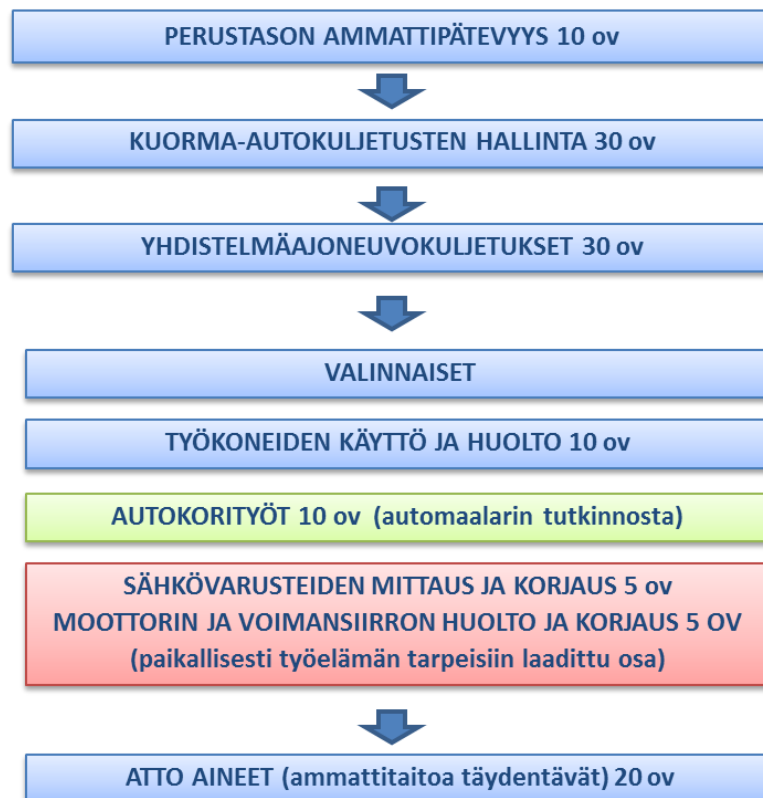 PERUSTASON AMMATTIPÄTEVYYS 10 ov
KUORMA-AUTOKULJETUSTEN HALLINTA 30 ov
YHDISTELMÄAJONEUVOKULJETUKSET 30 ov
VALINNAISET
TYÖKONEIDEN KÄYTTÖ JA HUOLTO 10 ov
AUTOKORITYÖT 10 ov (automaalarin tutkinnosta)
SÄHKÖVARUSTEIDEN MITTAUS JA KORJAUS 5 ov
MOOTTORIN JA VOIMANSIIRRON HUOLTO JA KORJAUS 5 OV
(paikallisesti työelämän tarpeisiin laadittu osa)
ATTO AINEET (ammattitaitoa täydentävät) 20 ov